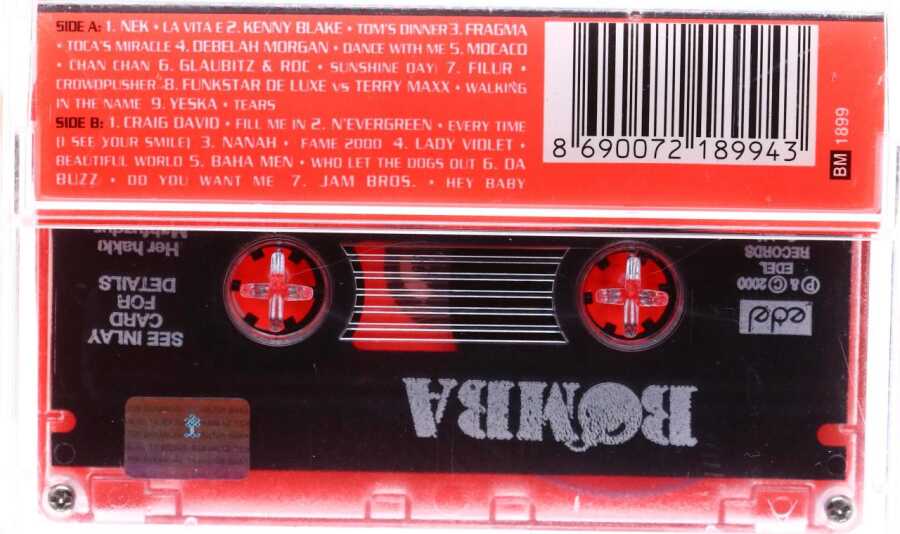 SIDE A: 1. NEK • LA VITA E 2. KENNY BLAKE • TOM'S DINNER 3. FRAGMA
• TOCA'S MIRACLE 4. DEBELAH MORGAN • DANCE WITH ME 5. MOCACO
• CHAN CHAN 6. GLAUBITZ & ROC • SUNSHINE DAY! 7. FILUR •
CROWDPUSHER 8. FUNKSTAR DE LUXE VS TERRY MAXX • WALKING
IN THE NAME 9. YESKA • TEARS
SIDE B: 1. CRAIG DAVID • FILL ME IN 2. N'EVERGREEN • EVERY TIME
(I SEE YOUR SMILE) 3. NANAH • FAME 2000 4. LADY VIOLET •
BEAUTIFUL WORLD 5. BAHA MEN • WHO LET THE DOGS OUT 6. DA
BUZZ • DO YOU WANT ME 7. JAM BROS. • HEY BABY
8 690072 189943
BM 1899
BOMBA
SEE INLAY
CARD
FOR
DETAILS
Her hakkı
edel
℗ & © 2000
EDEL
RECORDS